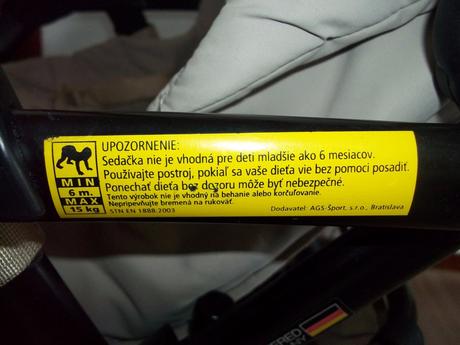 UPOZORNENIE:
Sedačka nie je vhodná pre deti mladšie ako 6 mesiacov.
Používajte postroj, pokiaľ sa vaše dieťa vie bez pomoci posadiť.
Ponechať dieťa bez dozoru môže byť nebezpečné.
Tento výrobok nie je vhodný na behanie alebo korčuľovanie.
Nepripevňujte bremená na rukoväť.
STN EN 1888:2003
Dodavateľ: AGS-Šport, s.r.o., Bratislava
MIN
6 m.
MAX
15 kg